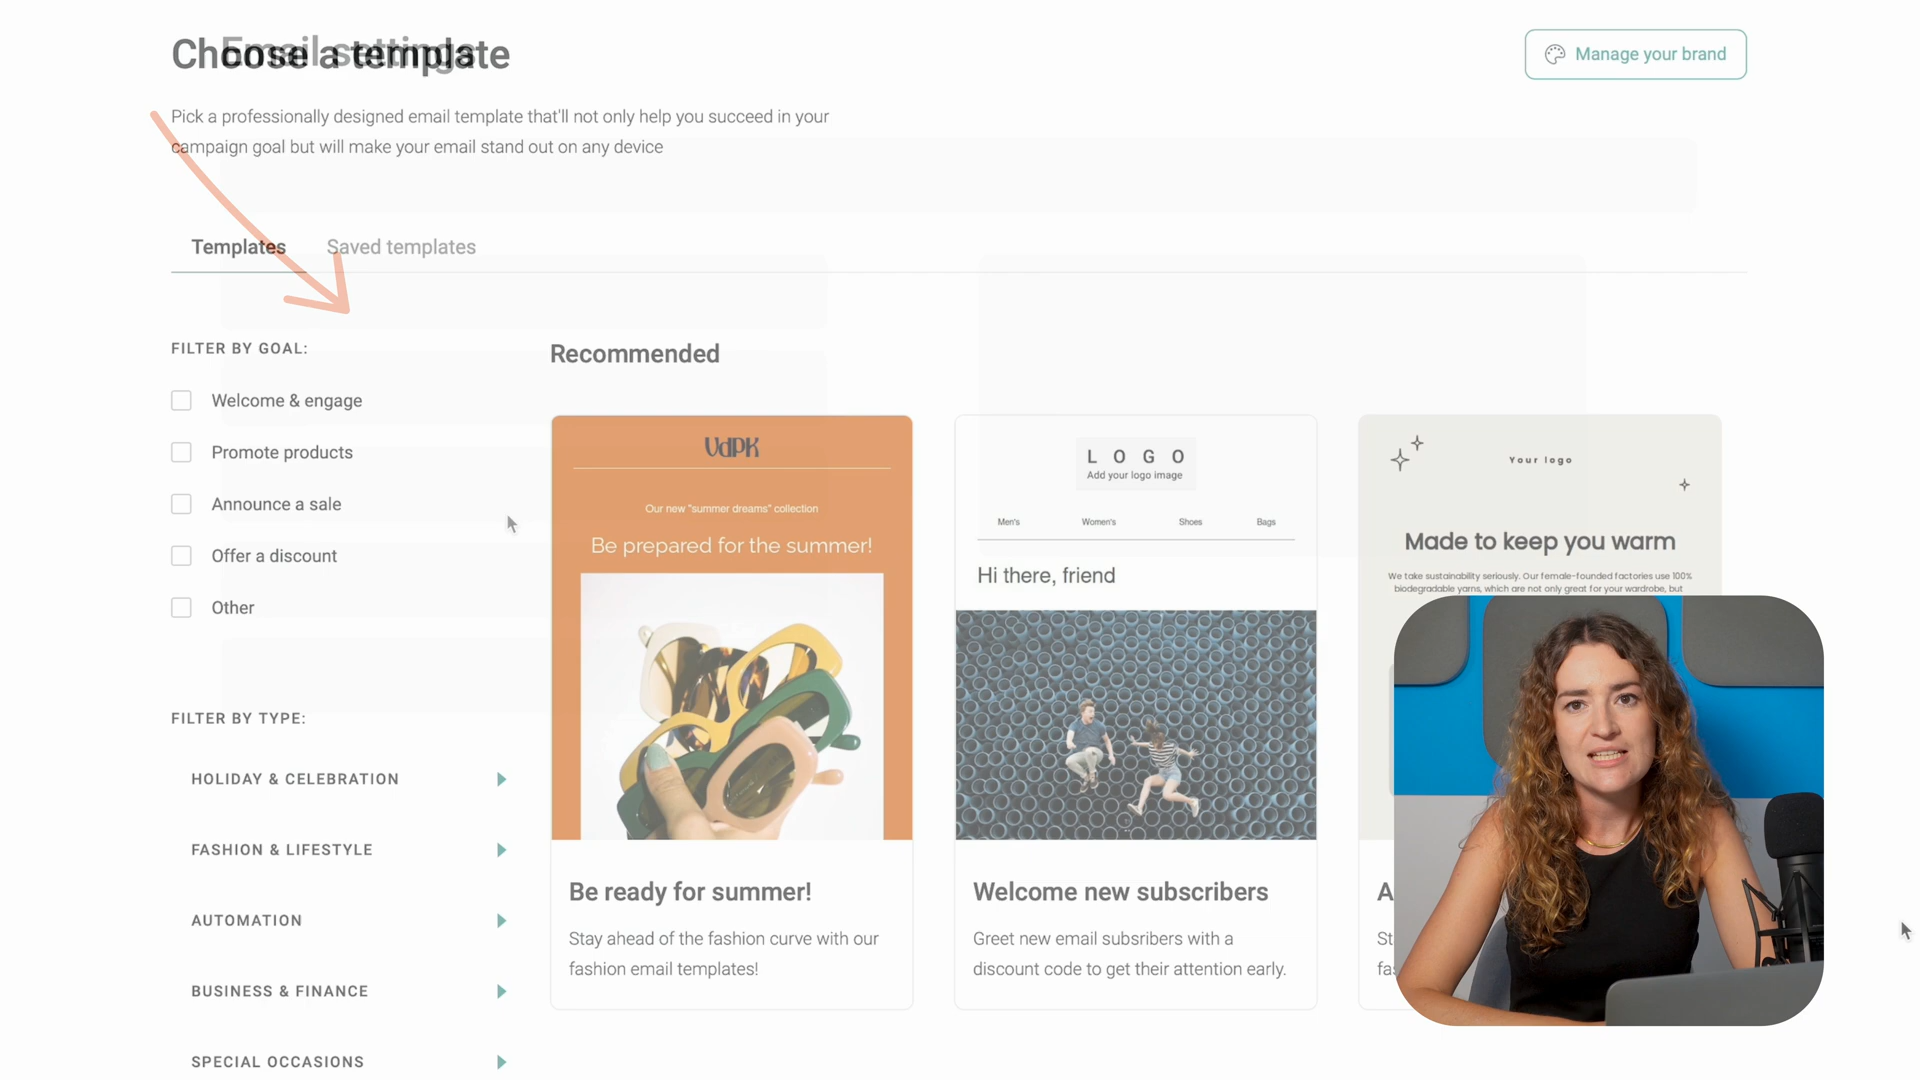 Choose a template
Email settings
Manage your brand
Pick a professionally designed email template that'll not only help you succeed in your
campaign goal but will make your email stand out on any device
Templates
Saved templates
FILTER BY GOAL:
Welcome & engage
Promote products
Announce a sale
Offer a discount
Other
FILTER BY TYPE:
HOLIDAY & CELEBRATION
FASHION & LIFESTYLE
AUTOMATION
BUSINESS & FINANCE
SPECIAL OCCASIONS
Recommended
VdPK
Our new "summer dreams" collection
Be prepared for the summer!
Be ready for summer!
Stay ahead of the fashion curve with our
fashion email templates!
LOGO
Add your logo image
Men's
Women's
Shoes
Bags
Hi there, friend
Welcome new subscribers
Greet new email subsribers with a
discount code to get their attention early.
Your logo
Made to keep you warm
We take sustainability seriously. Our female-founded factories use 100%
biodegradable yarns, which are not only great for your wardrobe, but